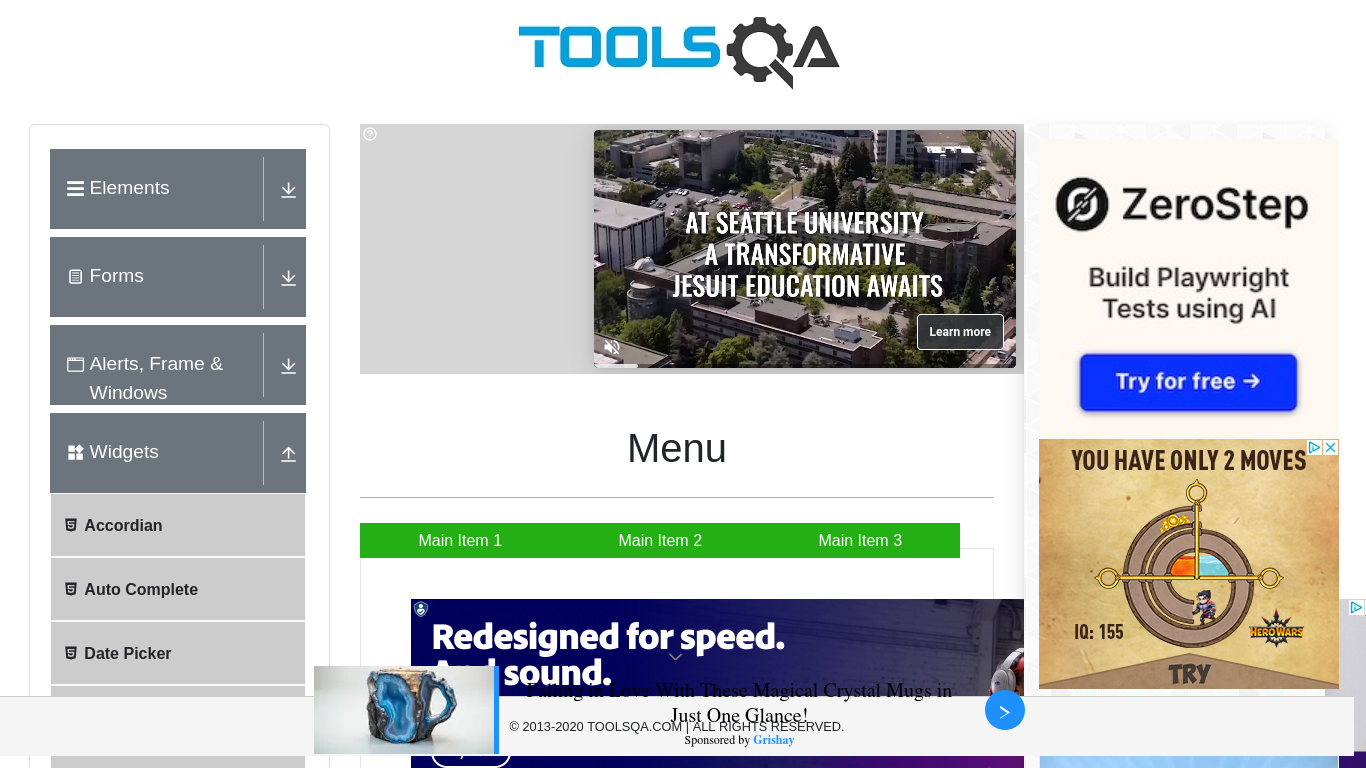 TOOLSQA
Elements
Forms
Alerts, Frame &
Windows
Widgets
Accordian
Auto Complete
Date Picker
AT SEATTLE UNIVERSITY
A TRANSFORMATIVE
JESUIT EDUCATION AWAITS
Learn more
Menu
Main Item 1
Main Item 2
Main Item 3
Redesigned for speed.
And sound.
ZeroStep
Build Playwright
Tests using AI
Try for free →
YOU HAVE ONLY 2 MOVES
IQ: 155
HEROWARS
TRY
Falling in Love With These Magical Crystal Mugs in
Just One Glance!
© 2013-2020 TOOLSQA.COM | ALL RIGHTS RESERVED.
Sponsored by Grishay